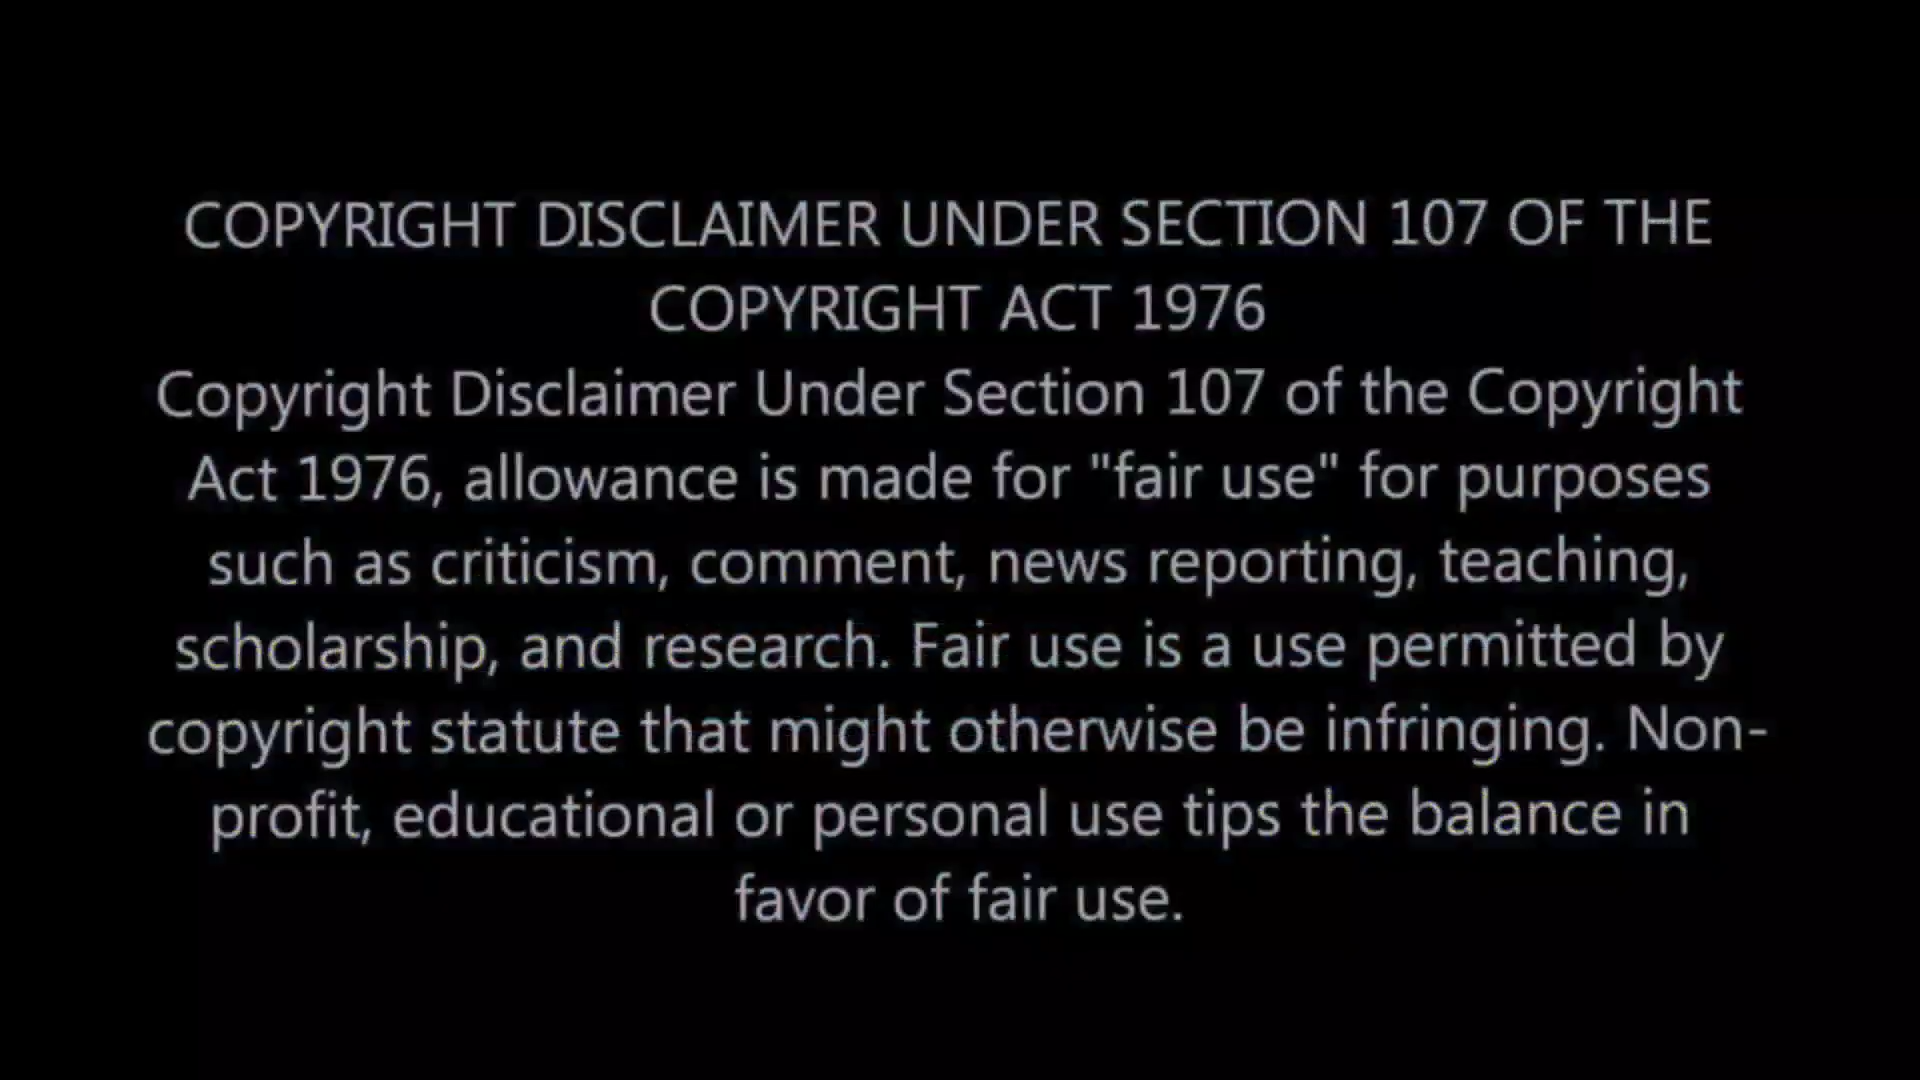 COPYRIGHT DISCLAIMER UNDER SECTION 107 OF THE
COPYRIGHT ACT 1976
Copyright Disclaimer Under Section 107 of the Copyright
Act 1976, allowance is made for "fair use" for purposes
such as criticism, comment, news reporting, teaching,
scholarship, and research. Fair use is a use permitted by
copyright statute that might otherwise be infringing. Non-
profit, educational or personal use tips the balance in
favor of fair use.